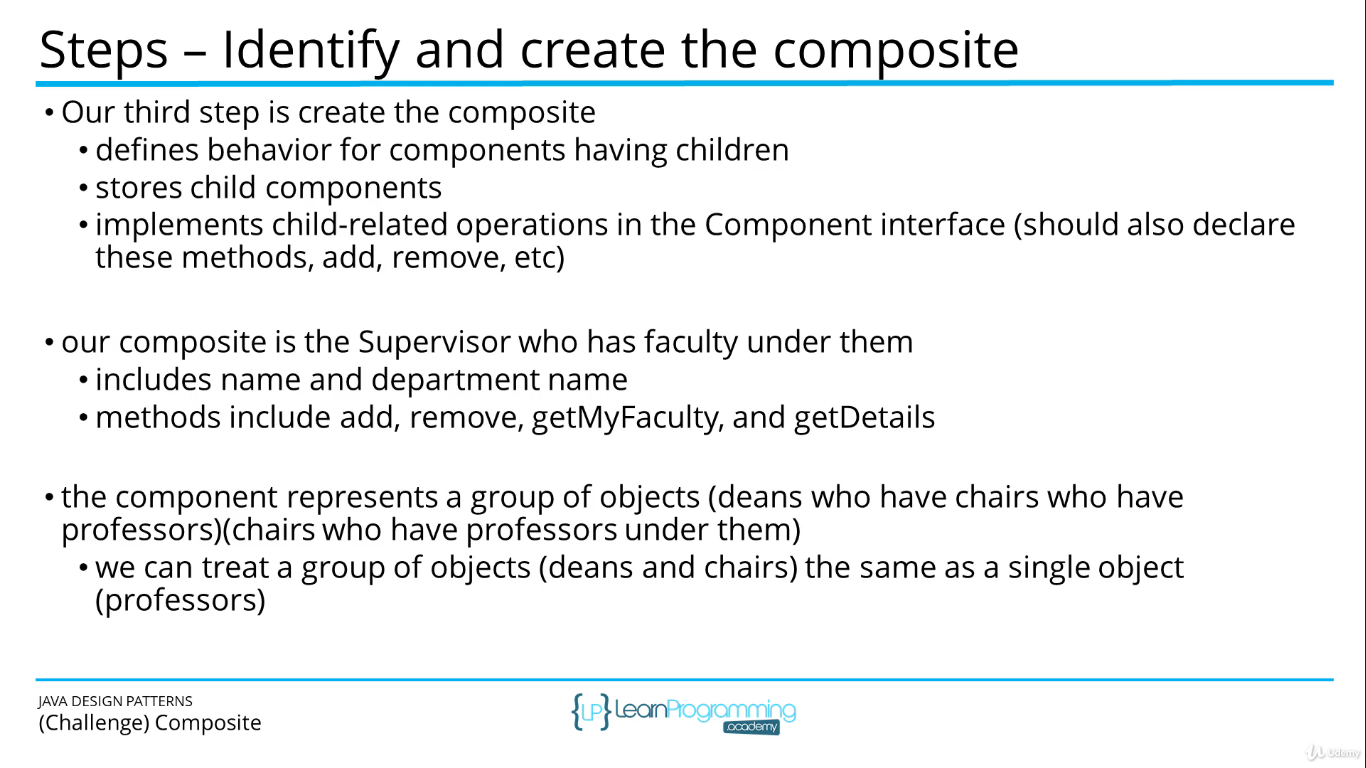 Steps – Identify and create the composite
• Our third step is create the composite
• defines behavior for components having children
• stores child components
• implements child-related operations in the Component interface (should also declare
these methods, add, remove, etc)
• our composite is the Supervisor who has faculty under them
• includes name and department name
• methods include add, remove, getMyFaculty, and getDetails
• the component represents a group of objects (deans who have chairs who have
professors)(chairs who have professors under them)
• we can treat a group of objects (deans and chairs) the same as a single object
(professors)
JAVA DESIGN PATTERNS
(Challenge) Composite
{LP} LearnProgramming
.academy
Udemy